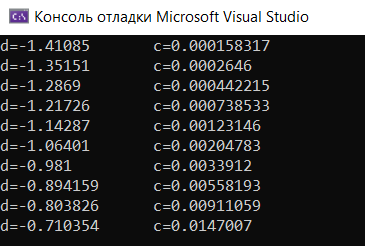 Консоль отладки Microsoft Visual Studio
d=-1.41085 c=0.000158317
d=-1.35151 c=0.0002646
d=-1.2869 c=0.000442215
d=-1.21726 c=0.000738533
d=-1.14287 c=0.00123146
d=-1.06401 c=0.00204783
d=-0.981 c=0.0033912
d=-0.894159 c=0.00558193
d=-0.803826 c=0.00911059
d=-0.710354 c=0.0147007